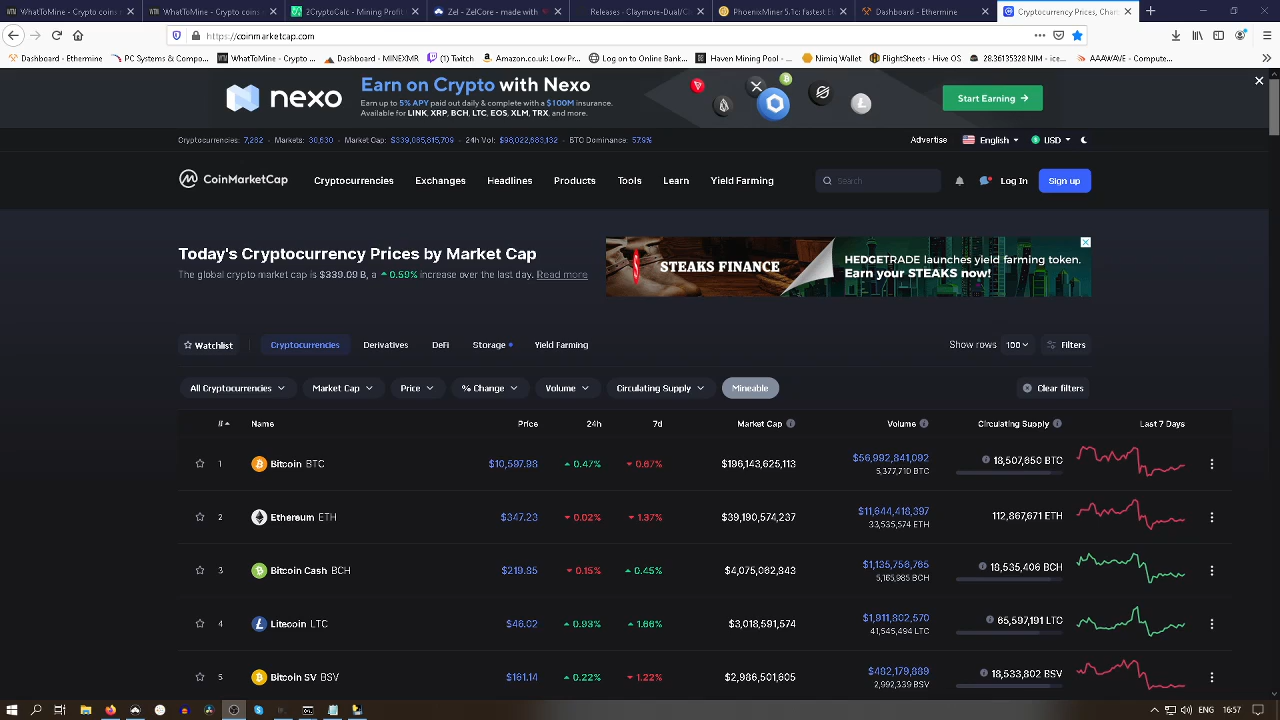 WhatToMine - Crypto coins
WhatToMine - Crypto coins
2CryptoCalc - Mining Profit
Zel - ZelCore - made with
Releases · Claymore-Dual/
PhoenixMiner 5.1c: fastest E
Dashboard - Ethermine
Cryptocurrency Prices, Char
https://coinmarketcap.com
Dashboard - Ethermine
PC Systems & Compu...
WhatToMine - Crypto...
Dashboard - MINEXMR
(1) Twitch
Amazon.co.uk: Low Pr...
Log on to Online Bank...
Haven Mining Pool - ...
Nimiq Wallet
FlightSheets · Hive OS
28.36135328 NIM - ice...
AAAWAVE - Compute...
Earn on Crypto with Nexo
nexo
Earn up to 5% APY paid out daily & complete with a $100M insurance.
Available for LINK, XRP, BCH, LTC, EOS, XLM, TRX, and more.
Start Earning →
Cryptocurrencies: 7,282 • Markets: 30,630 • Market Cap: $339,085,815,709 • 24h Vol: $98,022,683,132 • BTC Dominance: 57.9%
Advertise
English
USD
CoinMarketCap
Cryptocurrencies
Exchanges
Headlines
Products
Tools
Learn
Yield Farming
Search
Log In
Sign up
Today's Cryptocurrency Prices by Market Cap
The global crypto market cap is $339.09 B, a 0.59% increase over the last day. Read more
STEAKS FINANCE
HEDGETRADE launches yield farming token.
Earn your STEAKS now!
Watchlist
Cryptocurrencies
Derivatives
DeFi
Storage
Yield Farming
Show rows
100
Filters
All Cryptocurrencies
Market Cap
Price
% Change
Volume
Circulating Supply
Mineable
Clear filters
# Name Price 24h 7d Market Cap Volume Circulating Supply Last 7 Days
1 Bitcoin BTC $10,597.98 0.47% 0.67% $196,143,625,113 $56,992,841,092 18,507,650 BTC
5,377,710 BTC
2 Ethereum ETH $347.23 0.02% 1.37% $39,190,574,237 $11,644,418,397 112,867,671 ETH
33,535,574 ETH
3 Bitcoin Cash BCH $219.85 0.15% 0.45% $4,075,062,843 $1,135,756,765 18,535,406 BCH
5,165,985 BCH
4 Litecoin LTC $46.02 0.93% 1.66% $3,018,591,574 $1,911,802,570 65,597,191 LTC
41,545,494 LTC
5 Bitcoin SV BSV $161.14 0.22% 1.22% $2,986,501,605 $482,179,889 18,533,802 BSV
2,992,339 BSV
ENG
16:57